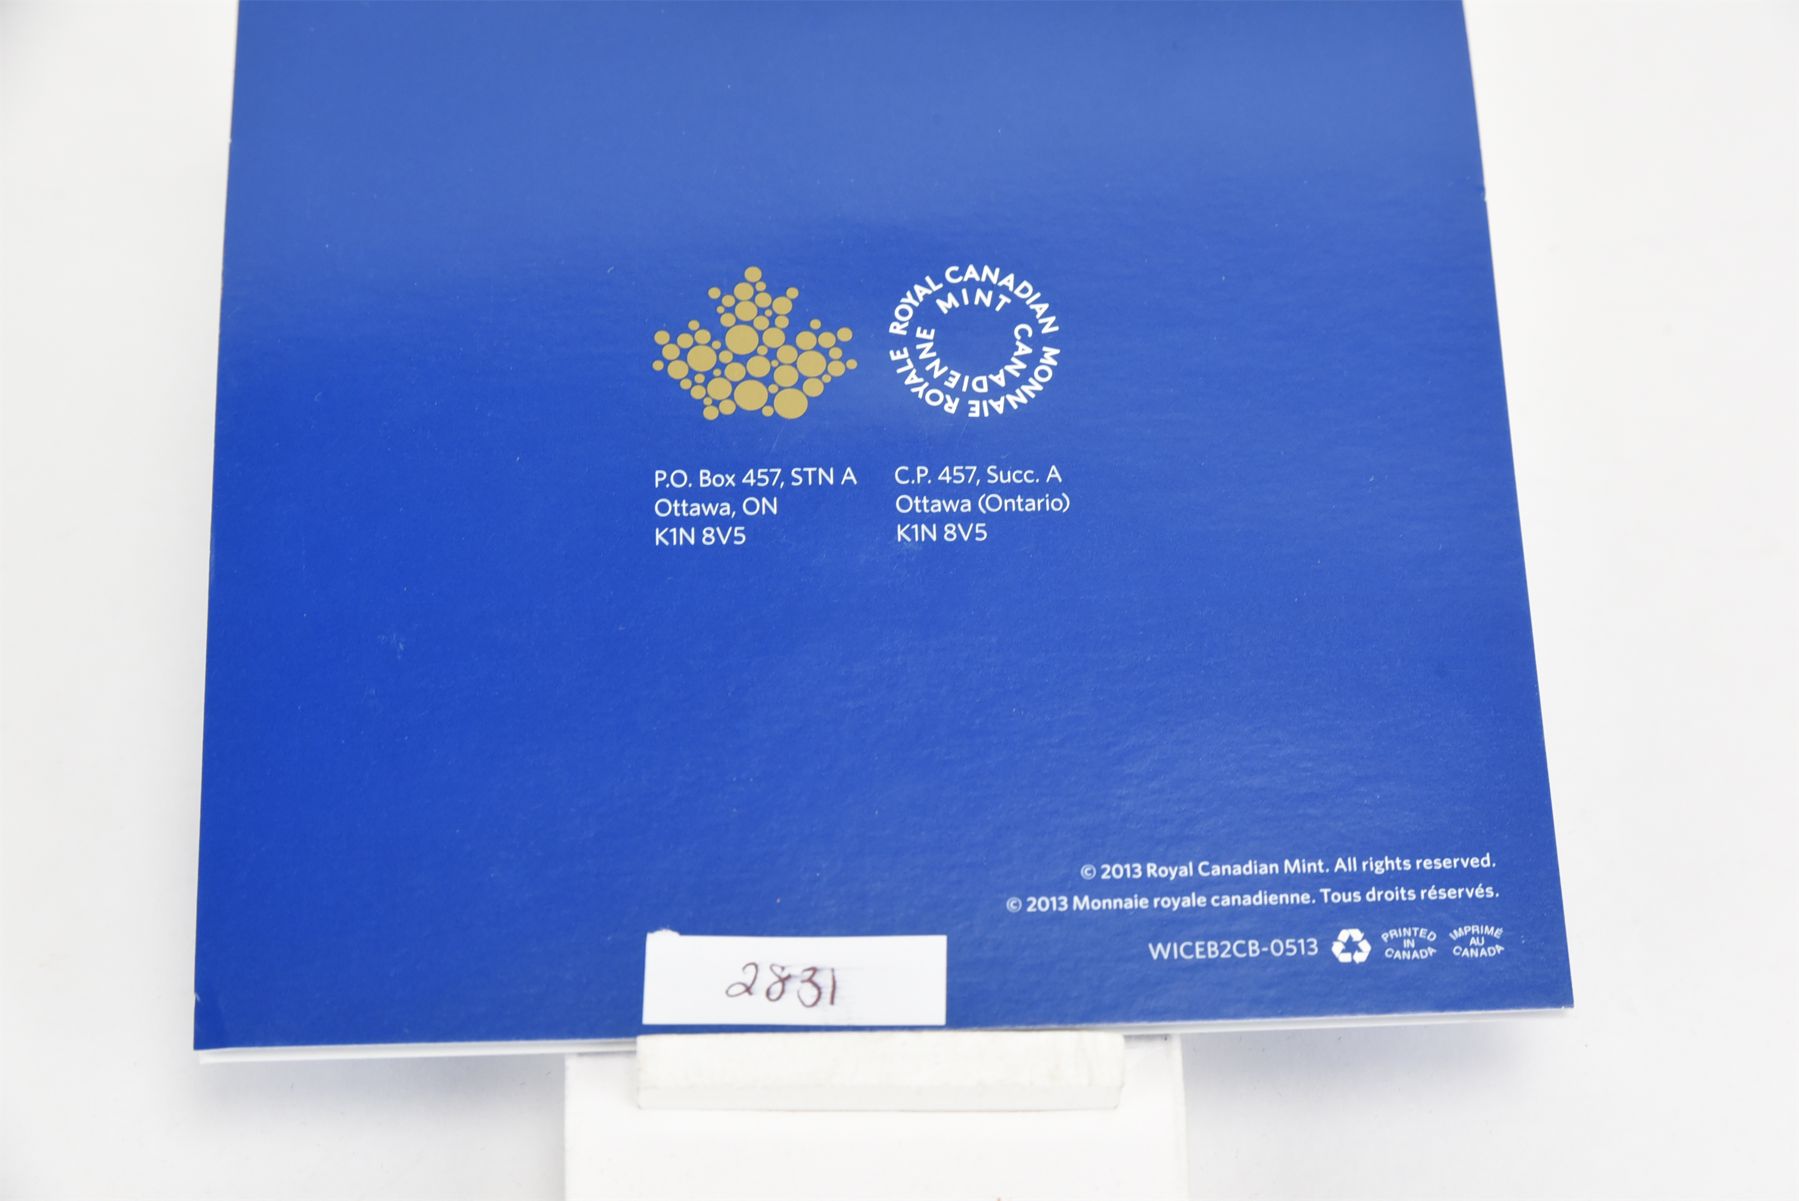 ROYAL CANADIAN MINT
MONNAIE ROYALE CANADIENNE
P.O. Box 457, STN A
Ottawa, ON
K1N 8V5
C.P. 457, Succ. A
Ottawa (Ontario)
K1N 8V5
© 2013 Royal Canadian Mint. All rights reserved.
© 2013 Monnaie royale canadienne. Tous droits réservés.
WICEB2CB-0513
PRINTED IN CANADA
IMPRIMÉ AU CANADA
2831